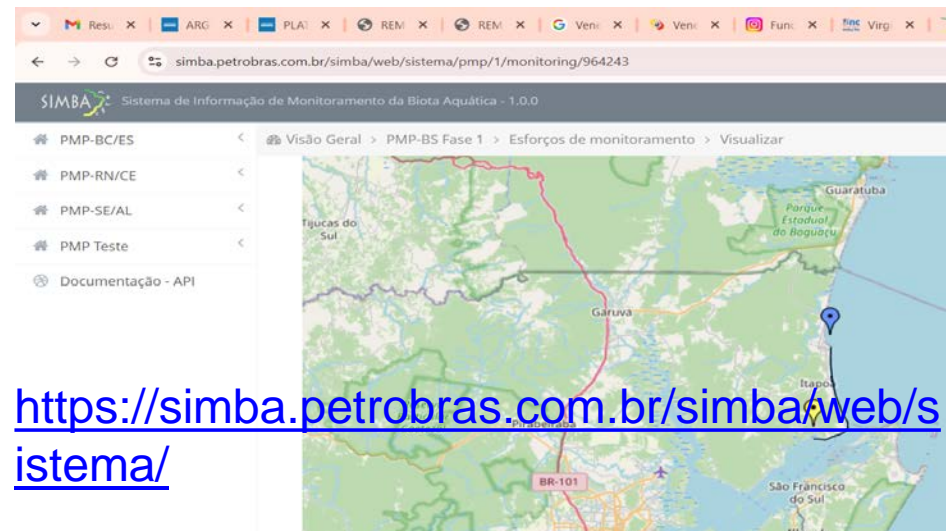 Resu ARG PLAT REM REM Vene Vene Func Virg
simba.petrobras.com.br/simba/web/sistema/pmp/1/monitoring/964243
SIMBA Sistema de Informação de Monitoramento da Biota Aquática - 1.0.0
PMP-BC/ES
Visão Geral > PMP-BS Fase 1 > Esforços de monitoramento > Visualizar
PMP-RN/CE
PMP-SE/AL
PMP Teste
Documentação - API
Guaratuba
Parque
Estadual
do Boguaçu
Tijucas do
Sul
Garuva
Itapoá
https://simba.petrobras.com.br/simba/web/s
istema/
Pirabeiraba
BR-101
São Francisco
do Sul